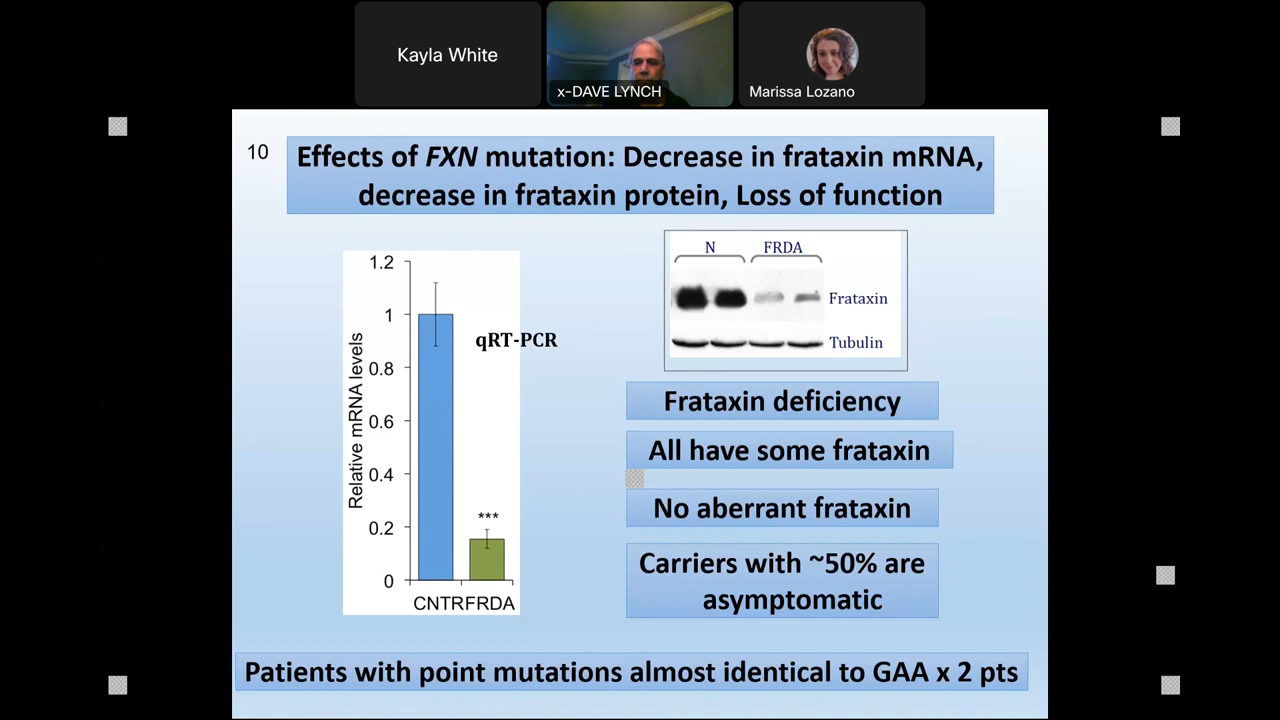 Kayla White
x-DAVE LYNCH
Marissa Lozano
10
Effects of FXN mutation: Decrease in frataxin mRNA,
decrease in frataxin protein, Loss of function
1.2
1
0.8
0.6
0.4
0.2
0
Relative mRNA levels
qRT-PCR
***
CNTRFRDA
N FRDA
Frataxin
Tubulin
Frataxin deficiency
All have some frataxin
No aberrant frataxin
Carriers with ~50% are
asymptomatic
Patients with point mutations almost identical to GAA x 2 pts